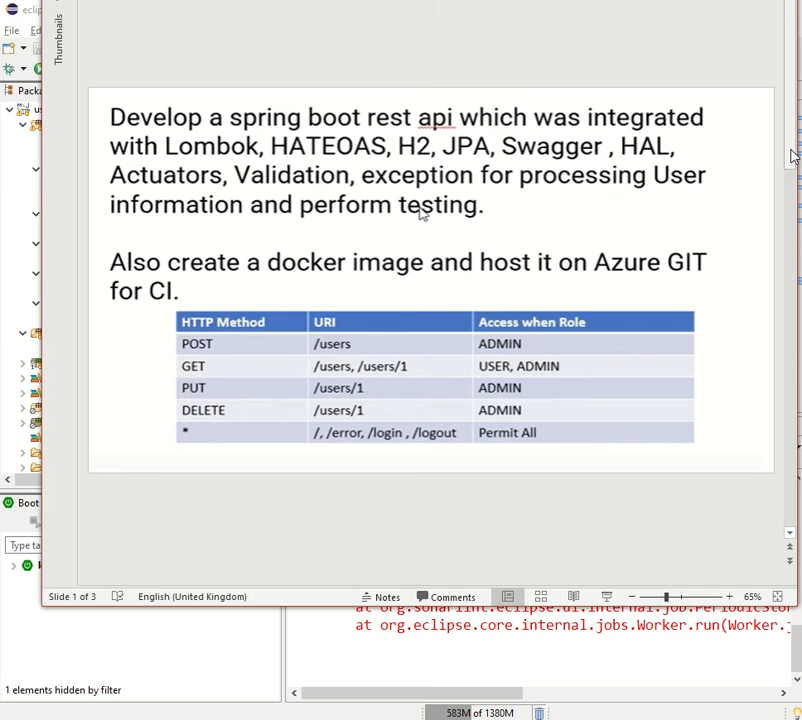 eclip
File
Thumbnails
Packa
us
Develop a spring boot rest api which was integrated
with Lombok, HATEOAS, H2, JPA, Swagger , HAL,
Actuators, Validation, exception for processing User
information and perform testing.
Also create a docker image and host it on Azure GIT
for CI.
HTTP Method URI Access when Role
POST /users ADMIN
GET /users, /users/1 USER, ADMIN
PUT /users/1 ADMIN
DELETE /users/1 ADMIN
* /, /error, /login , /logout Permit All
Boot
Type ta
Slide 1 of 3 English (United Kingdom) Notes Comments 65%
at org.sonarlint.eclipse.ui.internal.job.PeriodicStor
at org.eclipse.core.internal.jobs.Worker.run(Worker.j
1 elements hidden by filter
583M of 1380M